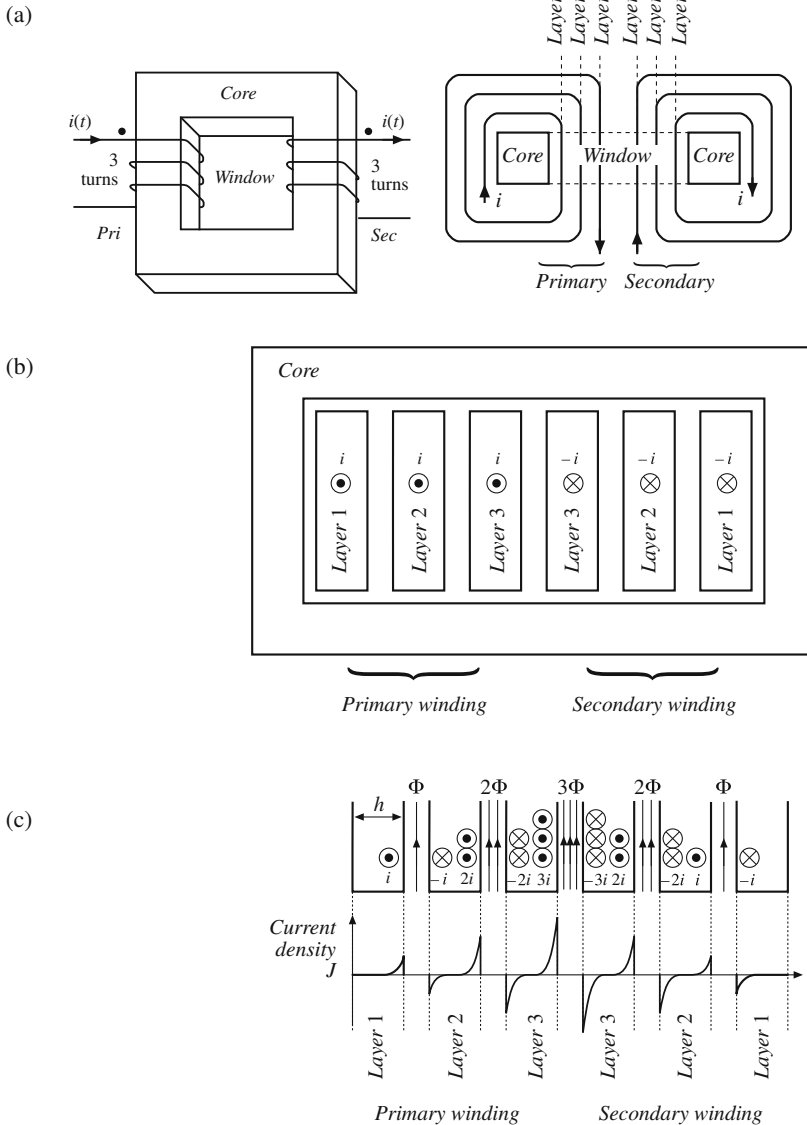 (a)
Layer Layer Layer Layer Layer Layer
Core
i(t) i(t)
3 turns
Window
3 turns
Pri
Sec
Core Window Core
i i
Primary Secondary
(b)
Core
i i i –i –i –i
Layer 1 Layer 2 Layer 3 Layer 3 Layer 2 Layer 1
Primary winding Secondary winding
(c)
Φ 2Φ 3Φ 2Φ Φ
h
i –i 2i –2i 3i –3i 2i –2i i –i
Current
density
J
Layer 1 Layer 2 Layer 3 Layer 3 Layer 2 Layer 1
Primary winding Secondary winding